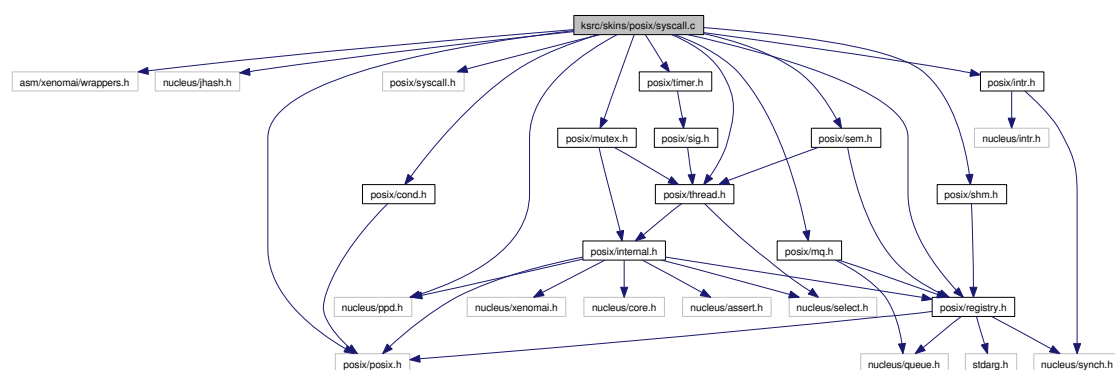 ksrc/skins/posix/syscall.c
asm/xenomai/wrappers.h
nucleus/jhash.h
posix/syscall.h
posix/timer.h
posix/intr.h
posix/mutex.h
posix/sig.h
posix/sem.h
nucleus/intr.h
posix/cond.h
posix/thread.h
posix/shm.h
posix/internal.h
posix/mq.h
nucleus/ppd.h
nucleus/xenomai.h
nucleus/core.h
nucleus/assert.h
nucleus/select.h
posix/registry.h
posix/posix.h
nucleus/queue.h
stdarg.h
nucleus/synch.h